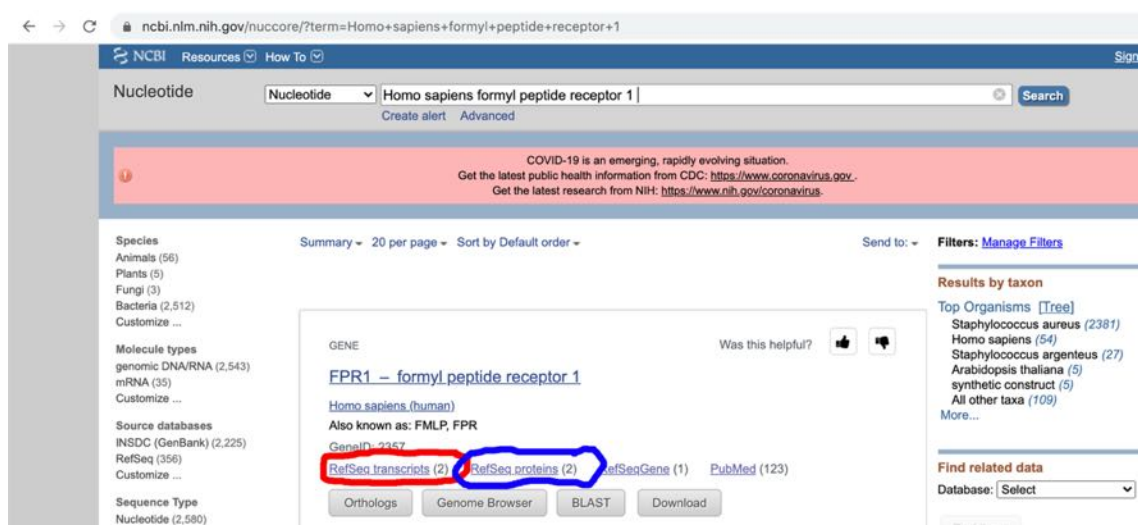 ncbi.nlm.nih.gov/nuccore/?term=Homo+sapiens+formyl+peptide+receptor+1
NCBI Resources How To Sign
Nucleotide Nucleotide Homo sapiens formyl peptide receptor 1 Search
Create alert Advanced
COVID-19 is an emerging, rapidly evolving situation.
Get the latest public health information from CDC: https://www.coronavirus.gov .
Get the latest research from NIH: https://www.nih.gov/coronavirus.
Species
Animals (56)
Plants (5)
Fungi (3)
Bacteria (2,512)
Customize ...
Molecule types
genomic DNA/RNA (2,543)
mRNA (35)
Customize ...
Source databases
INSDC (GenBank) (2,225)
RefSeq (356)
Customize ...
Sequence Type
Nucleotide (2,580)
Summary 20 per page Sort by Default order Send to:
GENE Was this helpful?
FPR1 – formyl peptide receptor 1
Homo sapiens (human)
Also known as: FMLP, FPR
GeneID: 2357
RefSeq transcripts (2) RefSeq proteins (2) RefSeqGene (1) PubMed (123)
Orthologs Genome Browser BLAST Download
Filters: Manage Filters
Results by taxon
Top Organisms [Tree]
Staphylococcus aureus (2381)
Homo sapiens (54)
Staphylococcus argenteus (27)
Arabidopsis thaliana (5)
synthetic construct (5)
All other taxa (109)
More...
Find related data
Database: Select